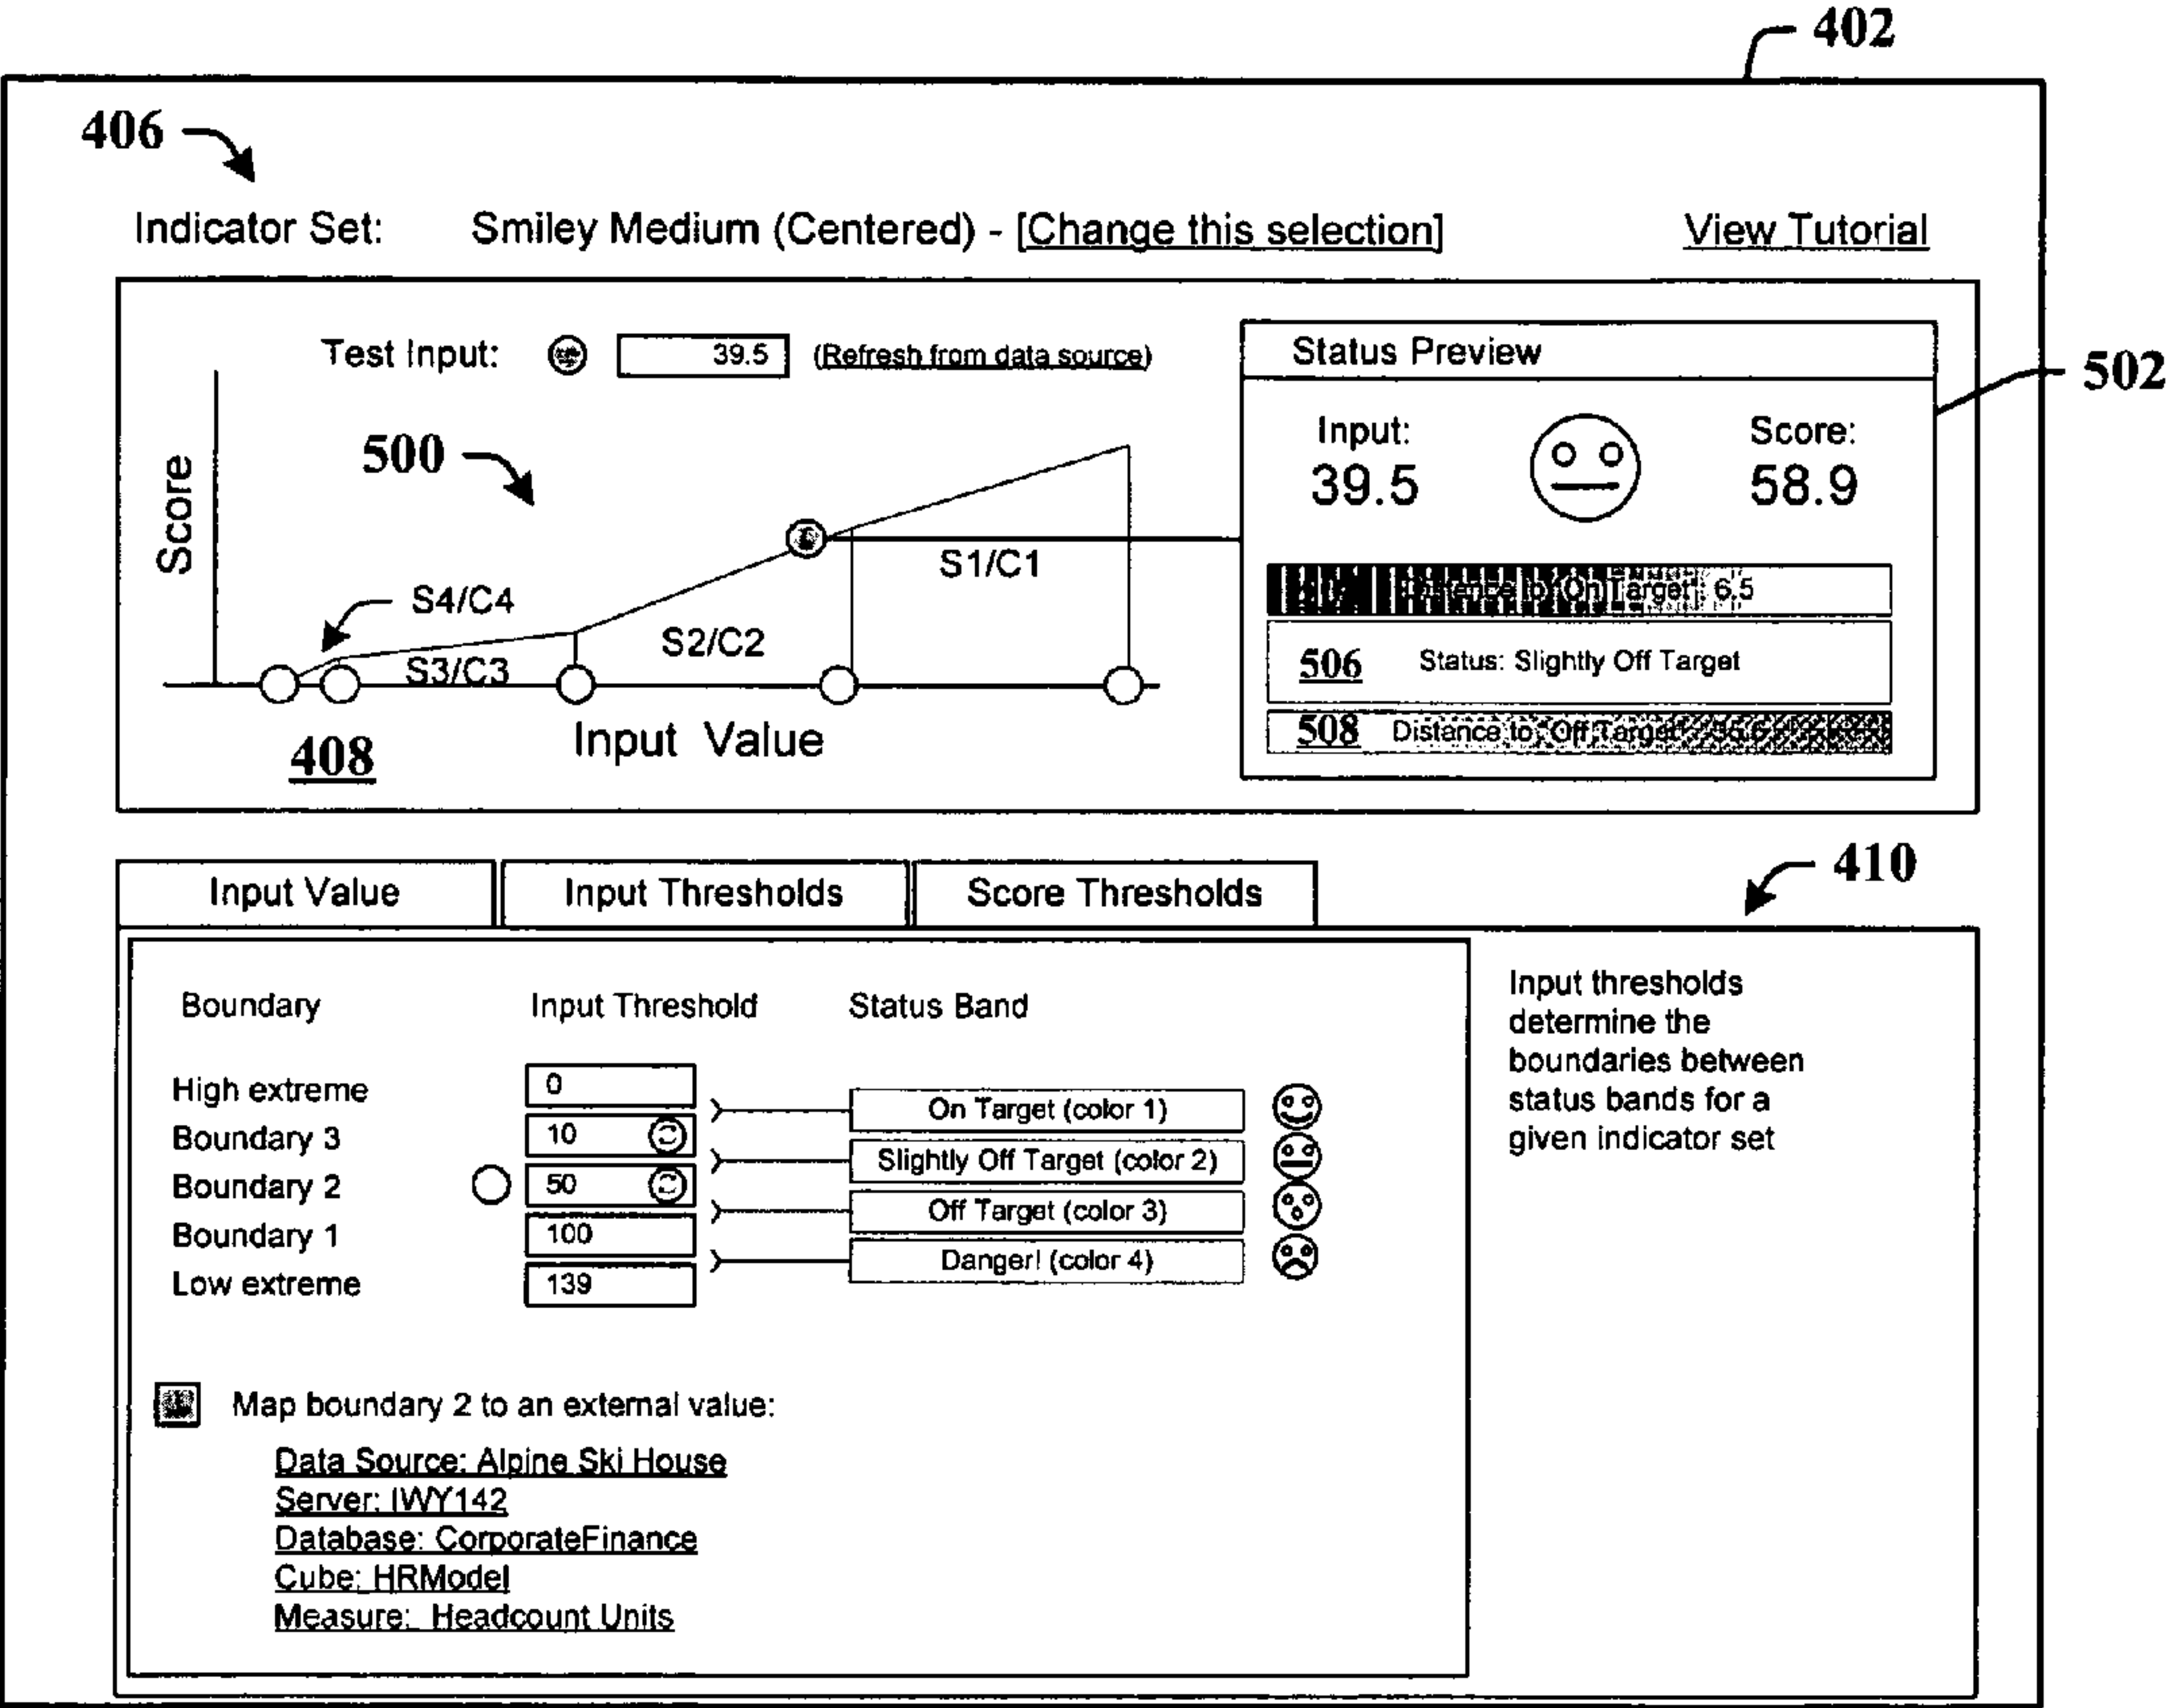 402
406
Indicator Set: Smiley Medium (Centered) - [Change this selection] View Tutorial
Test Input: 39.5 (Refresh from data source)
Status Preview
502
Input: Score:
39.5 58.9
500
Score
S1/C1
S4/C4
S2/C2
S3/C3
Distance to On Target: 6.5
506 Status: Slightly Off Target
508 Distance to Off Target
Input Value
408
410
Input Value Input Thresholds Score Thresholds
Boundary Input Threshold Status Band
High extreme 0
On Target (color 1)
Boundary 3 10
Slightly Off Target (color 2)
Boundary 2 50
Off Target (color 3)
Boundary 1 100
Danger! (color 4)
Low extreme 139
Input thresholds
determine the
boundaries between
status bands for a
given indicator set
Map boundary 2 to an external value:
Data Source: Alpine Ski House
Server: IWY142
Database: CorporateFinance
Cube: HRModel
Measure: Headcount Units